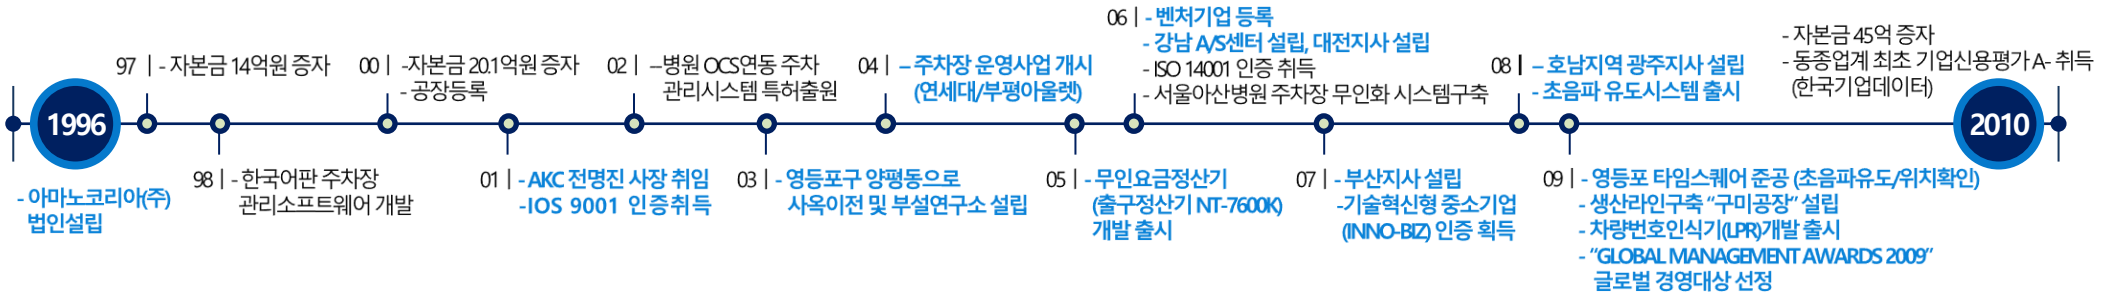 1996
- 아마노코리아(주)
법인설립
97 | - 자본금 14억원 증자
98 | - 한국어판 주차장
관리소프트웨어 개발
00 | -자본금 20.1억원 증자
- 공장등록
01 | - AKC 전명진 사장 취임
-IOS 9001 인증취득
02 | –병원 OCS연동 주차
관리시스템 특허출원
03 | - 영등포구 양평동으로
사옥이전 및 부설연구소 설립
04 | – 주차장 운영사업 개시
(연세대/부평아울렛)
05 | - 무인요금정산기
(출구정산기 NT-7600K)
개발 출시
06 | - 벤처기업 등록
- 강남 A/S센터 설립, 대전지사 설립
- ISO 14001 인증 취득
- 서울아산병원 주차장 무인화 시스템구축
07 | - 부산지사 설립
-기술혁신형 중소기업
(INNO-BIZ) 인증 획득
08 | – 호남지역 광주지사 설립
- 초음파 유도시스템 출시
09 | - 영등포 타임스퀘어 준공 (초음파유도/위치확인)
- 생산라인구축 “구미공장” 설립
- 차량번호인식기(LPR)개발 출시
- “GLOBAL MANAGEMENT AWARDS 2009”
글로벌 경영대상 선정
- 자본금 45억 증자
- 동종업계 최초 기업신용평가 A- 취득
(한국기업데이터)
2010